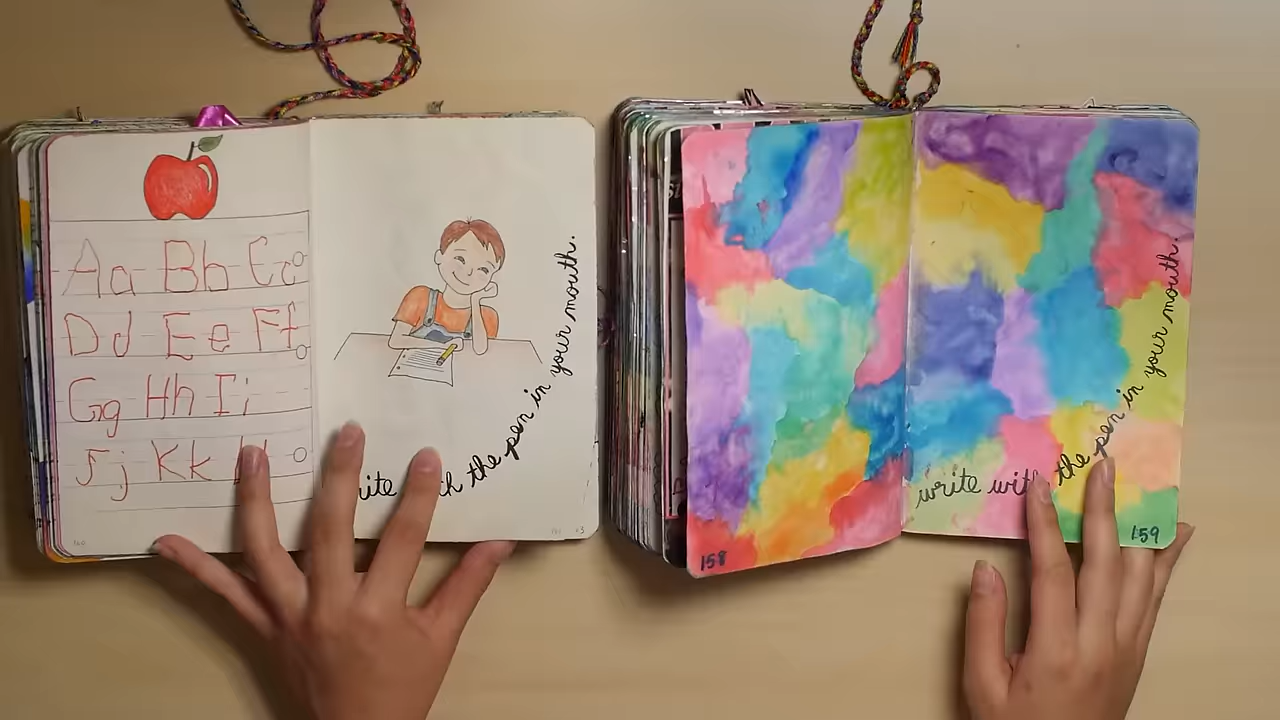 Aa Bb Cc
Dd Ee Ff
Gg Hh Ii
Jj Kk
the pen in your mouth.
158
write with the pen in your mouth.
159